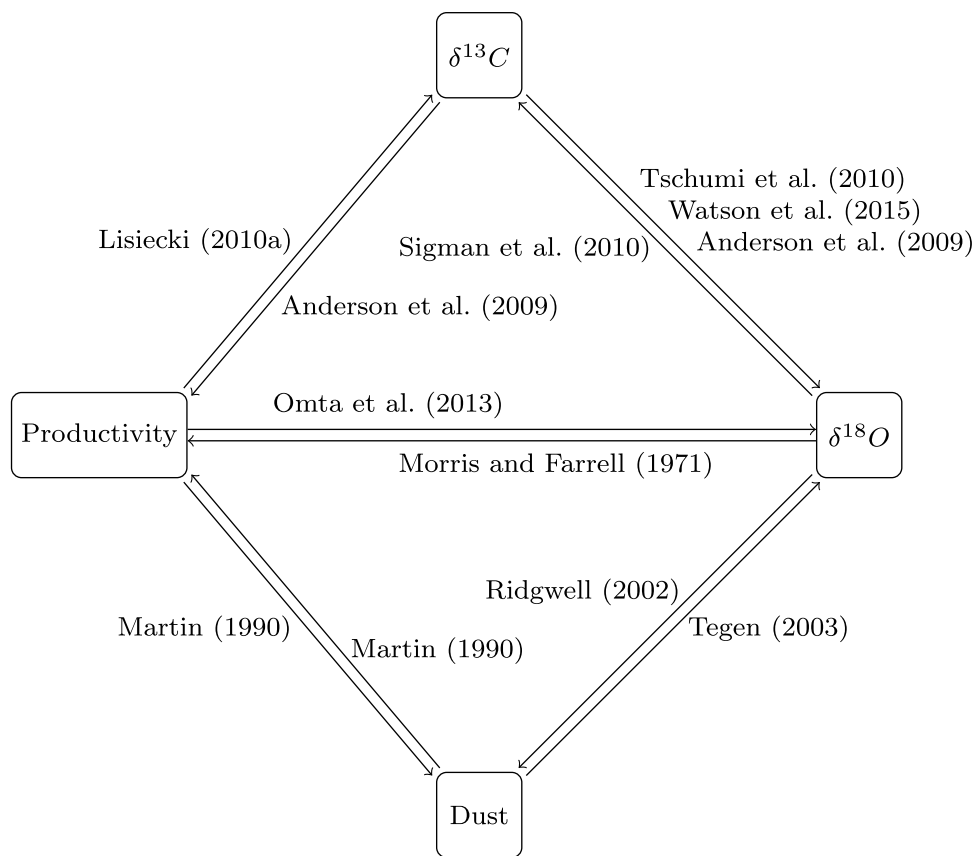 δ¹³C
Tschumi et al. (2010)
Watson et al. (2015)
Anderson et al. (2009)
Lisiecki (2010a)
Sigman et al. (2010)
Anderson et al. (2009)
Omta et al. (2013)
Productivity
δ¹⁸O
Morris and Farrell (1971)
Ridgwell (2002)
Martin (1990)
Tegen (2003)
Martin (1990)
Dust